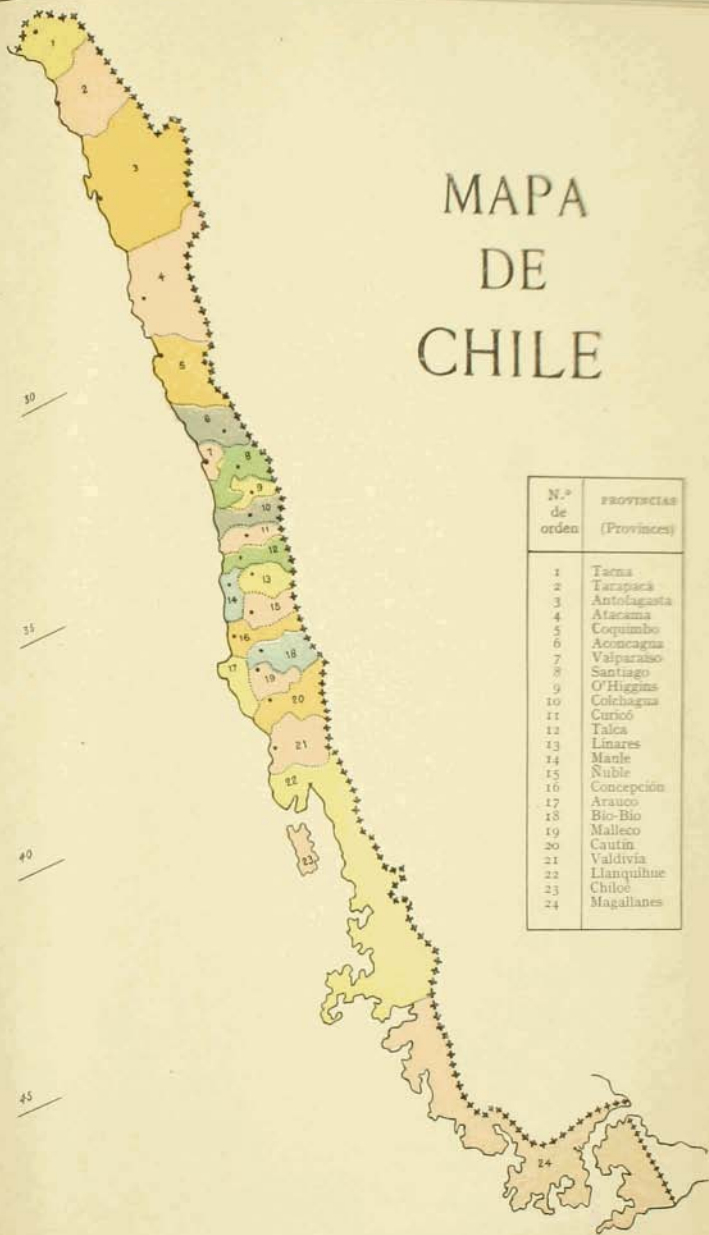 MAPA
DE
CHILE
N.º de orden PROVINCIAS (Provinces)
1 Tacna
2 Tarapacá
3 Antofagasta
4 Atacama
5 Coquimbo
6 Aconcagua
7 Valparaiso
8 Santiago
9 O'Higgins
10 Colchagua
11 Curicó
12 Talca
13 Linares
14 Maule
15 Ñuble
16 Concepción
17 Arauco
18 Bío-Bío
19 Malleco
20 Cautín
21 Valdivia
22 Llanquihue
23 Chiloé
24 Magallanes
1
2
3
4
5
30
6
7
8
9
10
11
12
13
14
15
35
16
17
18
19
20
21
22
40
23
45
24